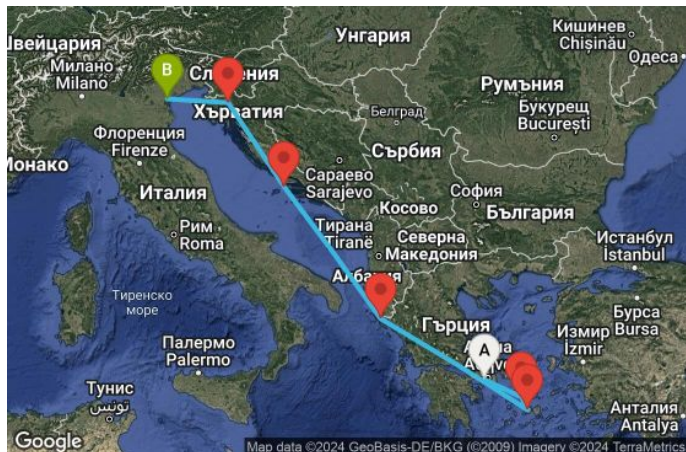 Швейцария
Милано
Milano
Словения
Хърватия
Унгария
Кишинев
Chișinău
Одеса
Белград
Румъния
Букурещ
București
Флоренция
Firenze
Монако
Италия
Сараево
Sarajevo
Сърбия
Косово
София
България
Рим
Roma
Тирана
Tiranë
Северна
Македония
Албания
Истанбул
İstanbul
Тиренско
море
Гърция
Бурса
Bursa
Измир
İzmir
Палермо
Palermo
Тунис
تونس
Анталия
Antalya
A
B
Google
Map data ©2024 GeoBasis-DE/BKG (©2009) Imagery ©2024 TerraMetrics